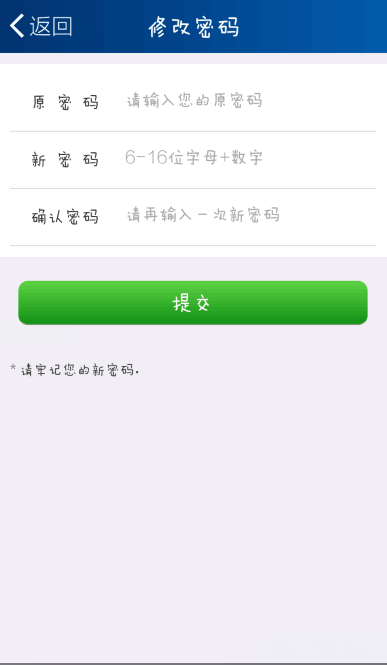 返回 修改密码
原 密 码 请输入您的原密码
新 密 码 6-16位字母+数字
确认密码 请再输入一次新密码
提交
* 请牢记您的新密码.